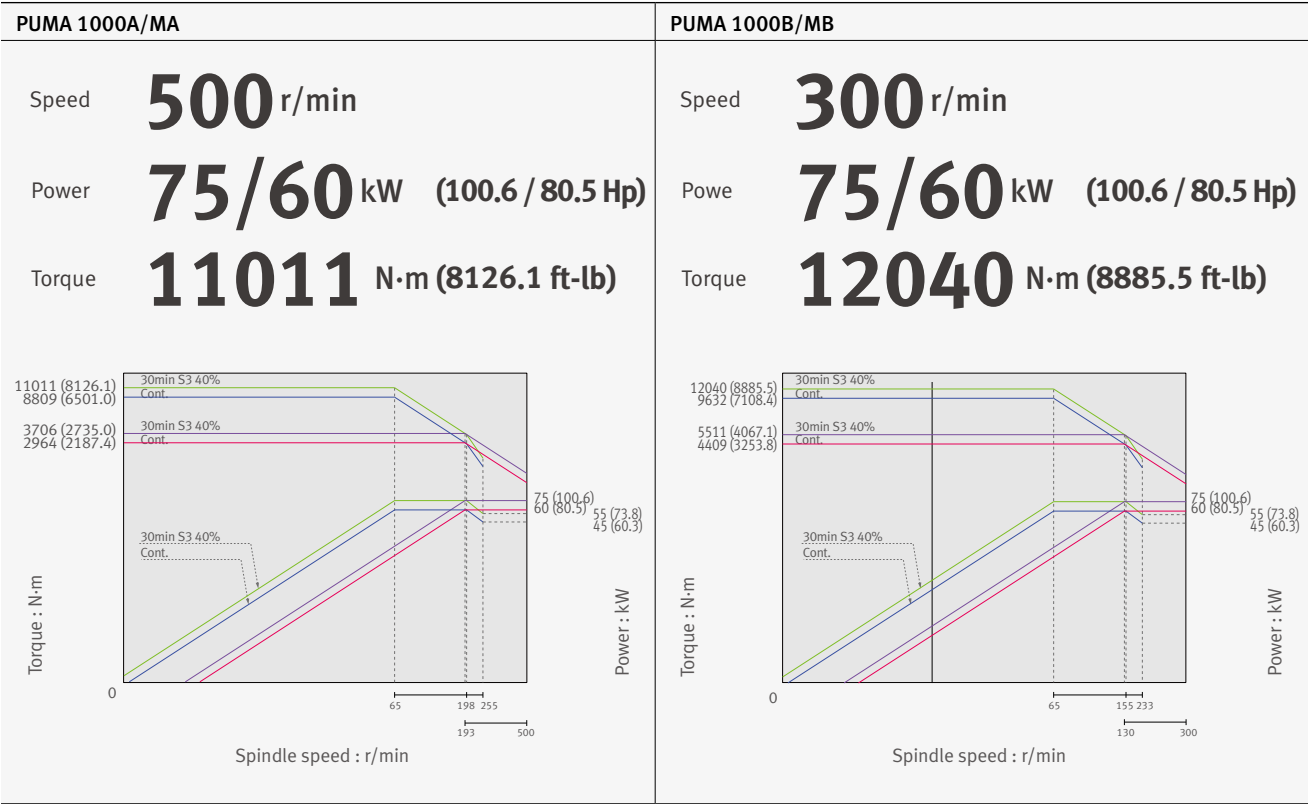 PUMA 1000A/MA
Speed 500 r/min
Power 75/60 kW (100.6 / 80.5 Hp)
Torque 11011 N·m (8126.1 ft-lb)
11011 (8126.1)
8809 (6501.0)
3706 (2735.0)
2964 (2187.4)
30min S3 40%
Cont.
30min S3 40%
Cont.
30min S3 40%
Cont.
75 (100.6)
60 (80.5)
55 (73.8)
45 (60.3)
Torque : N·m
Power : kW
0
65 198 255
193 500
Spindle speed : r/min
PUMA 1000B/MB
Speed 300 r/min
Powe 75/60 kW (100.6 / 80.5 Hp)
Torque 12040 N·m (8885.5 ft-lb)
12040 (8885.5)
9632 (7108.4)
5511 (4067.1)
4409 (3253.8)
30min S3 40%
Cont.
30min S3 40%
Cont.
30min S3 40%
Cont.
75 (100.6)
60 (80.5)
55 (73.8)
45 (60.3)
Torque : N·m
Power : kW
0
65 155 233
130 300
Spindle speed : r/min